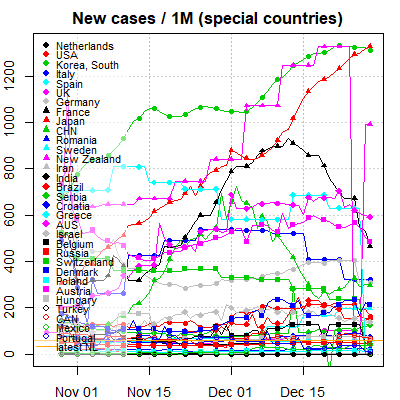 New cases / 1M (special countries)
1200
1000
800
600
400
200
0
Netherlands
USA
Korea, South
Italy
Spain
UK
Germany
France
Japan
CHN
Romania
Sweden
New Zealand
Iran
India
Brazil
Serbia
Croatia
Greece
AUS
Israel
Belgium
Russia
Switzerland
Denmark
Poland
Austria
Hungary
Turkey
CAN
Mexico
Portugal
latest NL
Nov 01
Nov 15
Dec 01
Dec 15